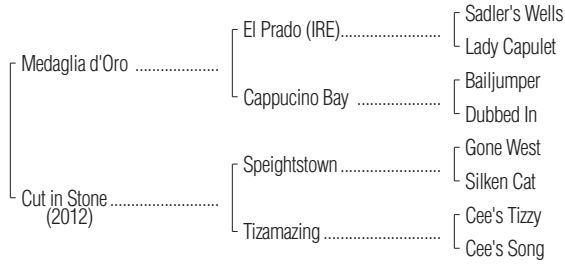 Sadler's Wells
El Prado (IRE)....................
Lady Capulet
Medaglia d'Oro .................
Bailjumper
Cappucino Bay .................
Dubbed In
Gone West
Speightstown ....................
Silken Cat
Cut in Stone ......................
(2012)
Cee's Tizzy
Tizamazing ........................
Cee's Song